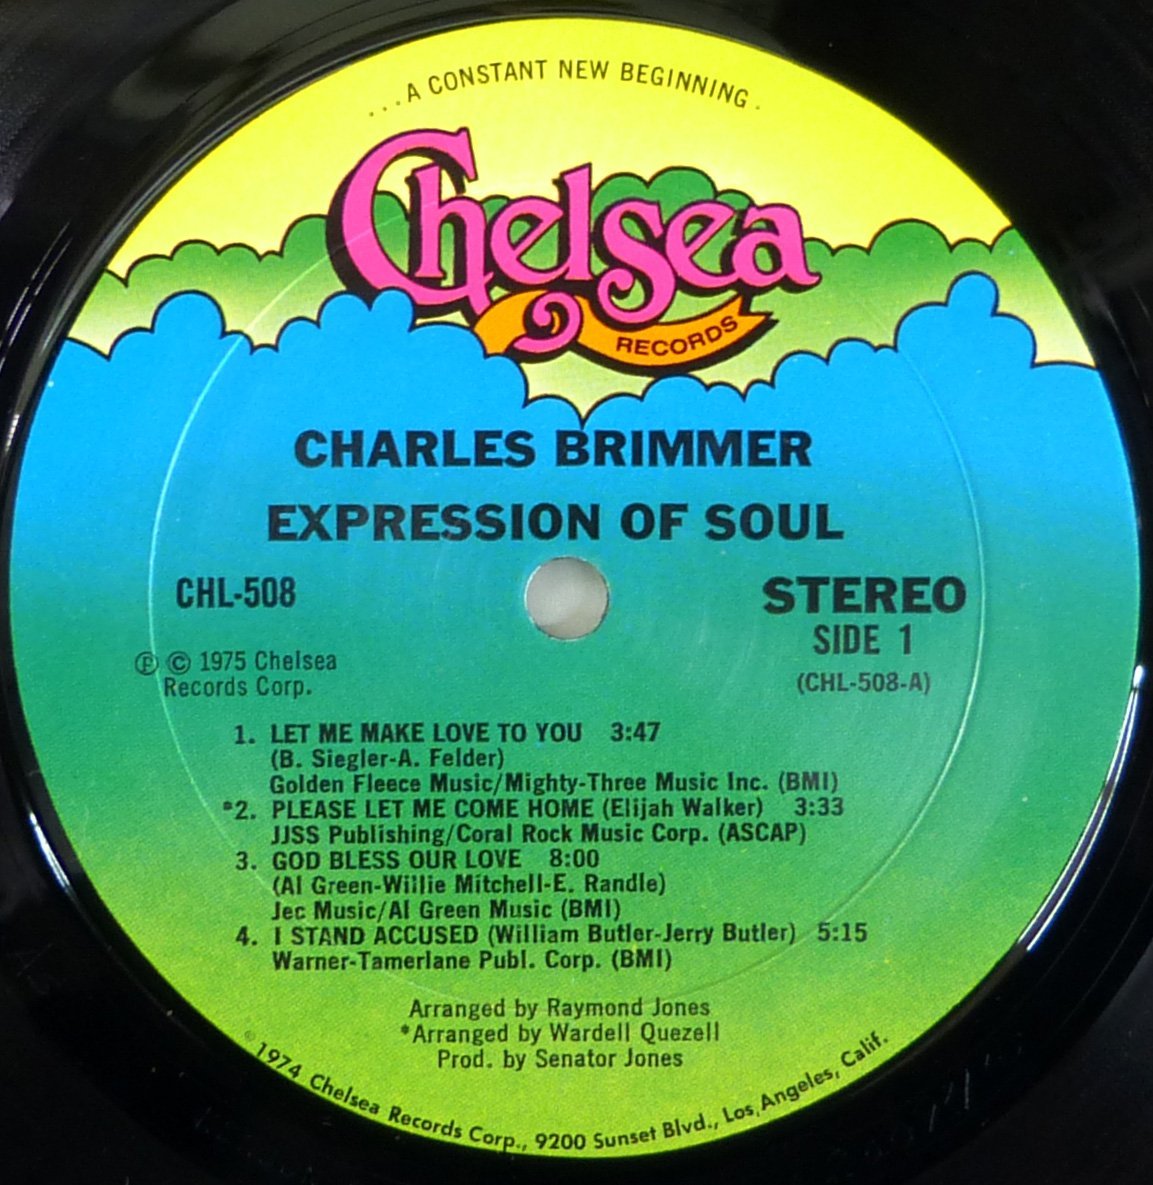 ...A CONSTANT NEW BEGINNING.
Chelsea
RECORDS
CHARLES BRIMMER
EXPRESSION OF SOUL
CHL-508
STEREO
SIDE 1
(CHL-508-A)
℗ © 1975 Chelsea
Records Corp.
1. LET ME MAKE LOVE TO YOU 3:47
(B. Siegler-A. Felder)
Golden Fleece Music/Mighty-Three Music Inc. (BMI)
*2. PLEASE LET ME COME HOME (Elijah Walker) 3:33
JJSS Publishing/Coral Rock Music Corp. (ASCAP)
3. GOD BLESS OUR LOVE 8:00
(Al Green-Willie Mitchell-E. Randle)
Jec Music/Al Green Music (BMI)
4. I STAND ACCUSED (William Butler-Jerry Butler) 5:15
Warner-Tamerlane Publ. Corp. (BMI)
Arranged by Raymond Jones
*Arranged by Wardell Quezell
Prod. by Senator Jones
© 1974 Chelsea Records Corp., 9200 Sunset Blvd., Los Angeles, Calif.